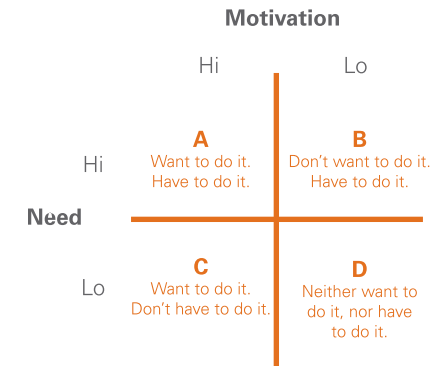 Motivation
Hi Lo
A
Want to do it.
Have to do it.
B
Don't want to do it.
Have to do it.
Hi
Need
C
Want to do it.
Don't have to do it.
D
Neither want to
do it, nor have
to do it.
Lo